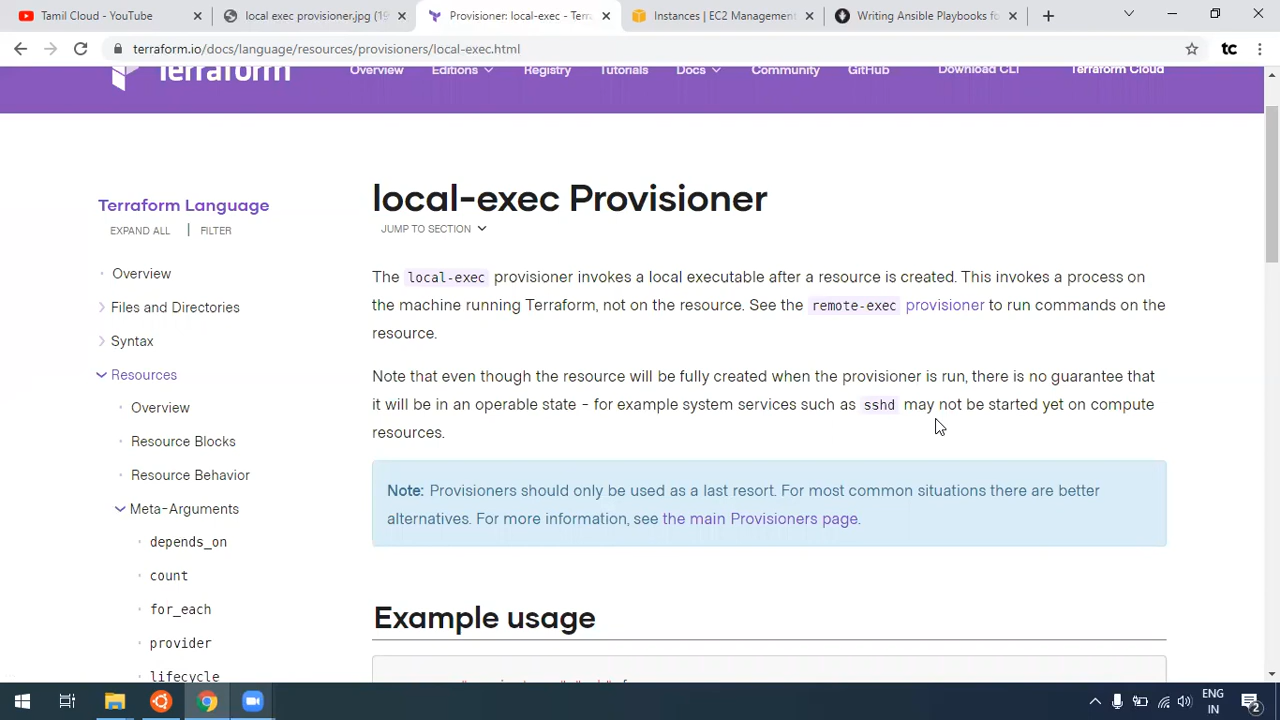 Tamil Cloud - YouTube
local exec provisioner.jpg (19
Provisioner: local-exec - Terr
Instances | EC2 Management
Writing Ansible Playbooks fo
terraform.io/docs/language/resources/provisioners/local-exec.html
tc
Terraform
Overview
Editions
Registry
Tutorials
Docs
Community
GitHub
Download CLI
Terraform Cloud
Terraform Language
EXPAND ALL | FILTER
Overview
Files and Directories
Syntax
Resources
Overview
Resource Blocks
Resource Behavior
Meta-Arguments
depends_on
count
for_each
provider
lifecycle
local-exec Provisioner
JUMP TO SECTION
The local-exec provisioner invokes a local executable after a resource is created. This invokes a process on
the machine running Terraform, not on the resource. See the remote-exec provisioner to run commands on the
resource.
Note that even though the resource will be fully created when the provisioner is run, there is no guarantee that
it will be in an operable state - for example system services such as sshd may not be started yet on compute
resources.
Note: Provisioners should only be used as a last resort. For most common situations there are better
alternatives. For more information, see the main Provisioners page.
Example usage
ENG
IN
2